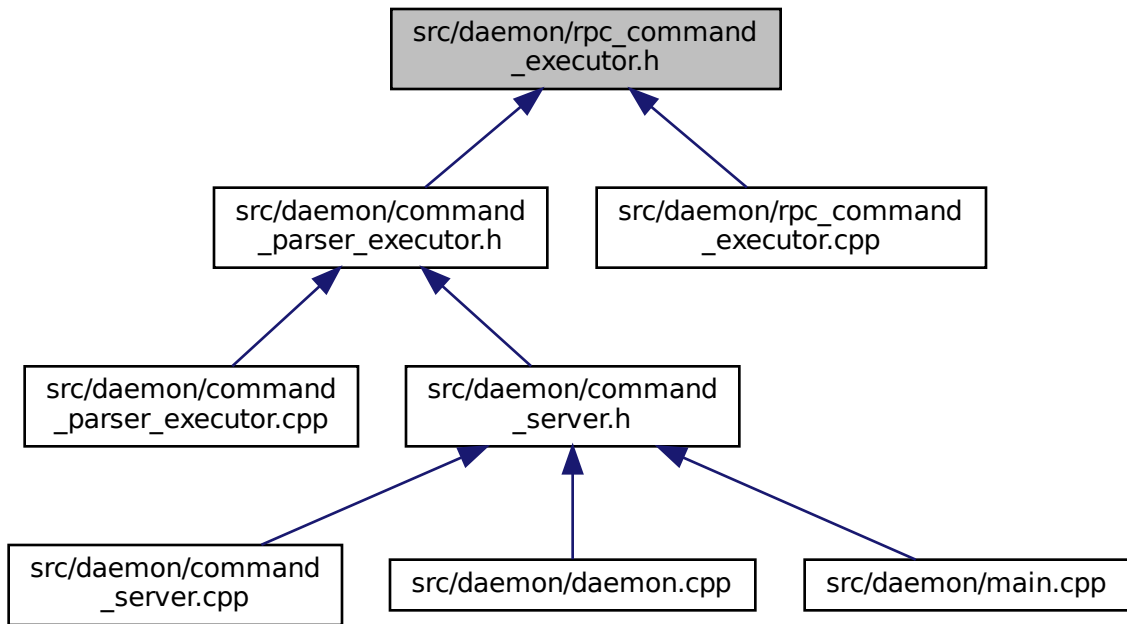 src/daemon/rpc_command
_executor.h
src/daemon/command
_parser_executor.h
src/daemon/rpc_command
_executor.cpp
src/daemon/command
_parser_executor.cpp
src/daemon/command
_server.h
src/daemon/command
_server.cpp
src/daemon/daemon.cpp
src/daemon/main.cpp